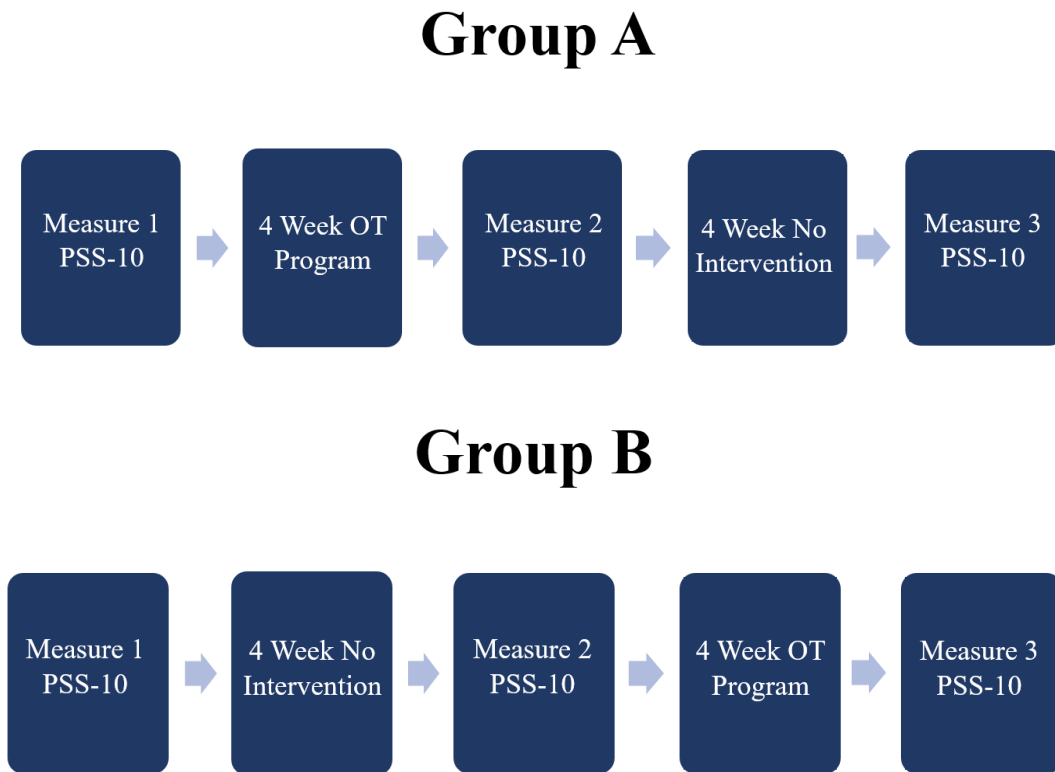 Group A
Measure 1
PSS-10
4 Week OT
Program
Measure 2
PSS-10
4 Week No
Intervention
Measure 3
PSS-10
Group B
Measure 1
PSS-10
4 Week No
Intervention
Measure 2
PSS-10
4 Week OT
Program
Measure 3
PSS-10